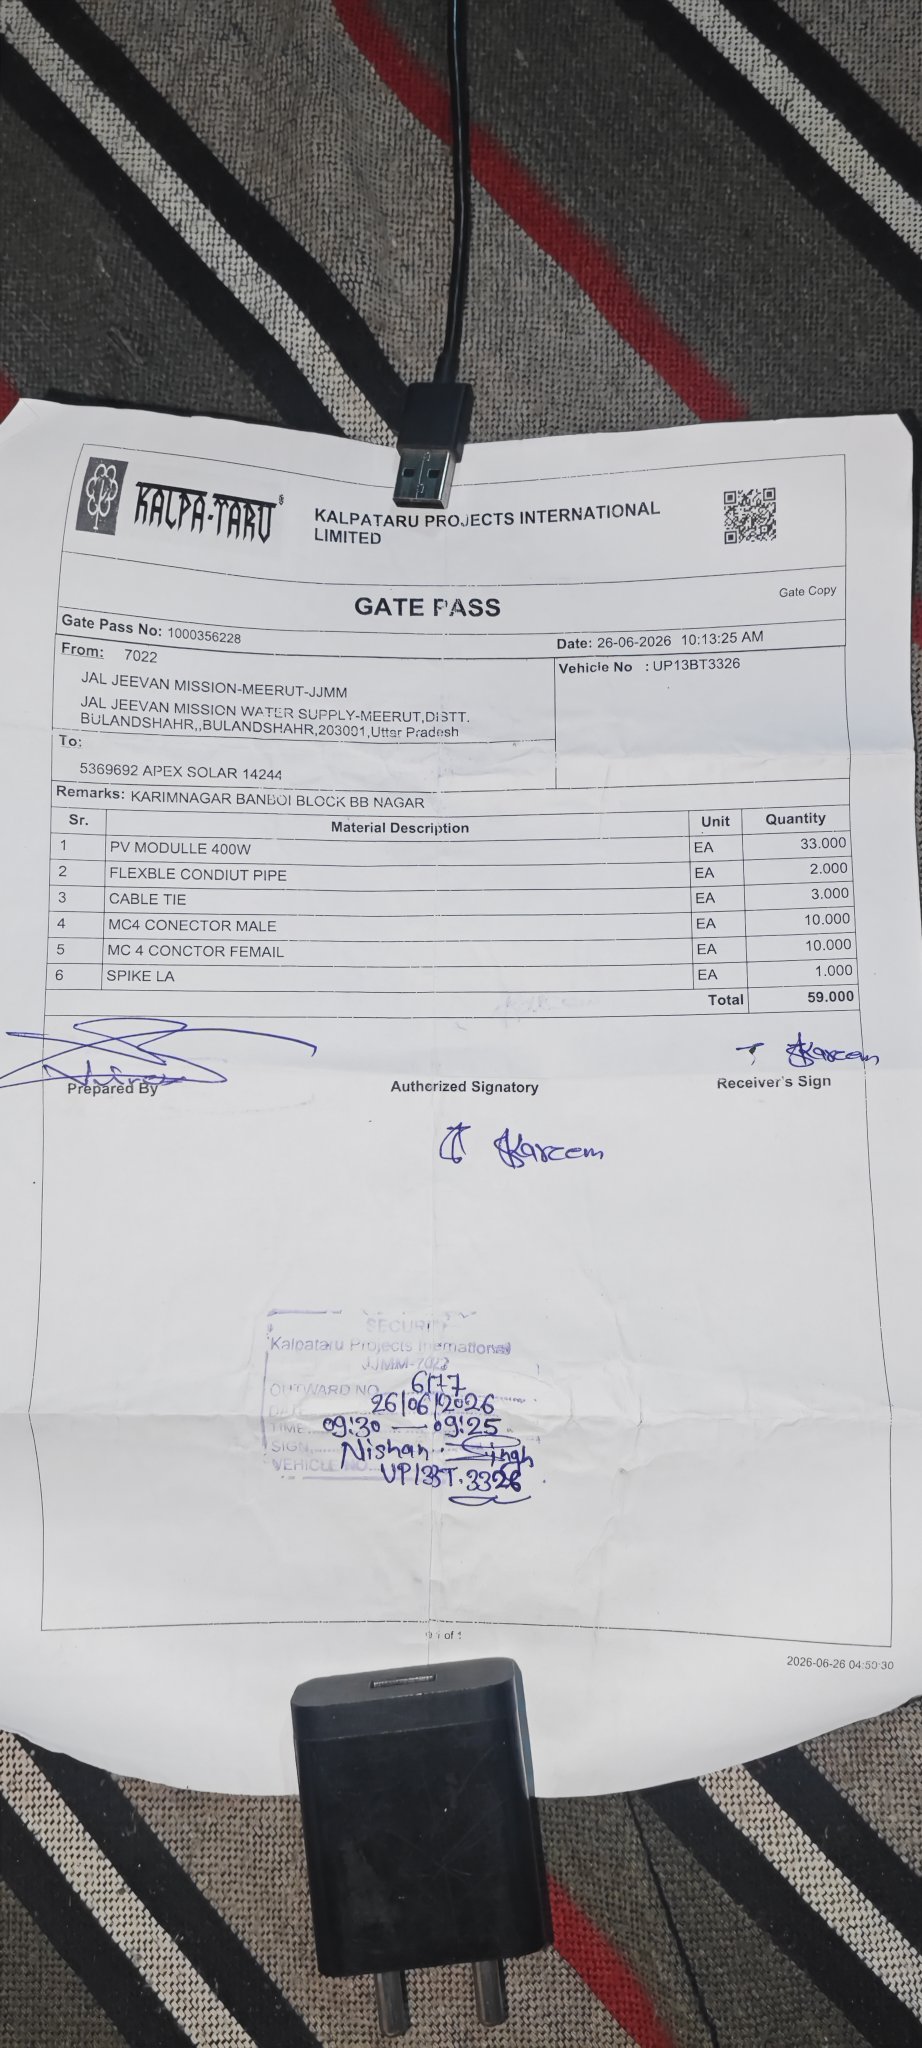 KALPA-TARU®
KALPATARU PROJECTS INTERNATIONAL
LIMITED
GATE PASS
Gate Copy
Gate Pass No: 1000356228
Date: 26-06-2026 10:13:25 AM
From: 7022
Vehicle No : UP13BT3326
JAL JEEVAN MISSION-MEERUT-JJMM
JAL JEEVAN MISSION WATER SUPPLY-MEERUT,DISTT.
BULANDSHAHR,,BULANDSHAHR,203001,Uttar Pradesh
To:
5369692 APEX SOLAR 14244
Remarks: KARIMNAGAR BANBOI BLOCK BB NAGAR
Sr. Material Description Unit Quantity
1 PV MODULLE 400W EA 33.000
2 FLEXBLE CONDIUT PIPE EA 2.000
3 CABLE TIE EA 3.000
4 MC4 CONECTOR MALE EA 10.000
5 MC 4 CONCTOR FEMAIL EA 10.000
6 SPIKE LA EA 1.000
Total 59.000
Kareem
Prepared By Authorized Signatory Receiver's Sign
Kareem
SECURITY
Kalpataru Projects International
JJMM-7022
OUTWARD NO 6177
26/06/2026
TIME 09:30 — 09:25
SIGN Nishan Singh
VEHICLE NO. UP13BT.3326
1 of 1
2026-06-26 04:50:30